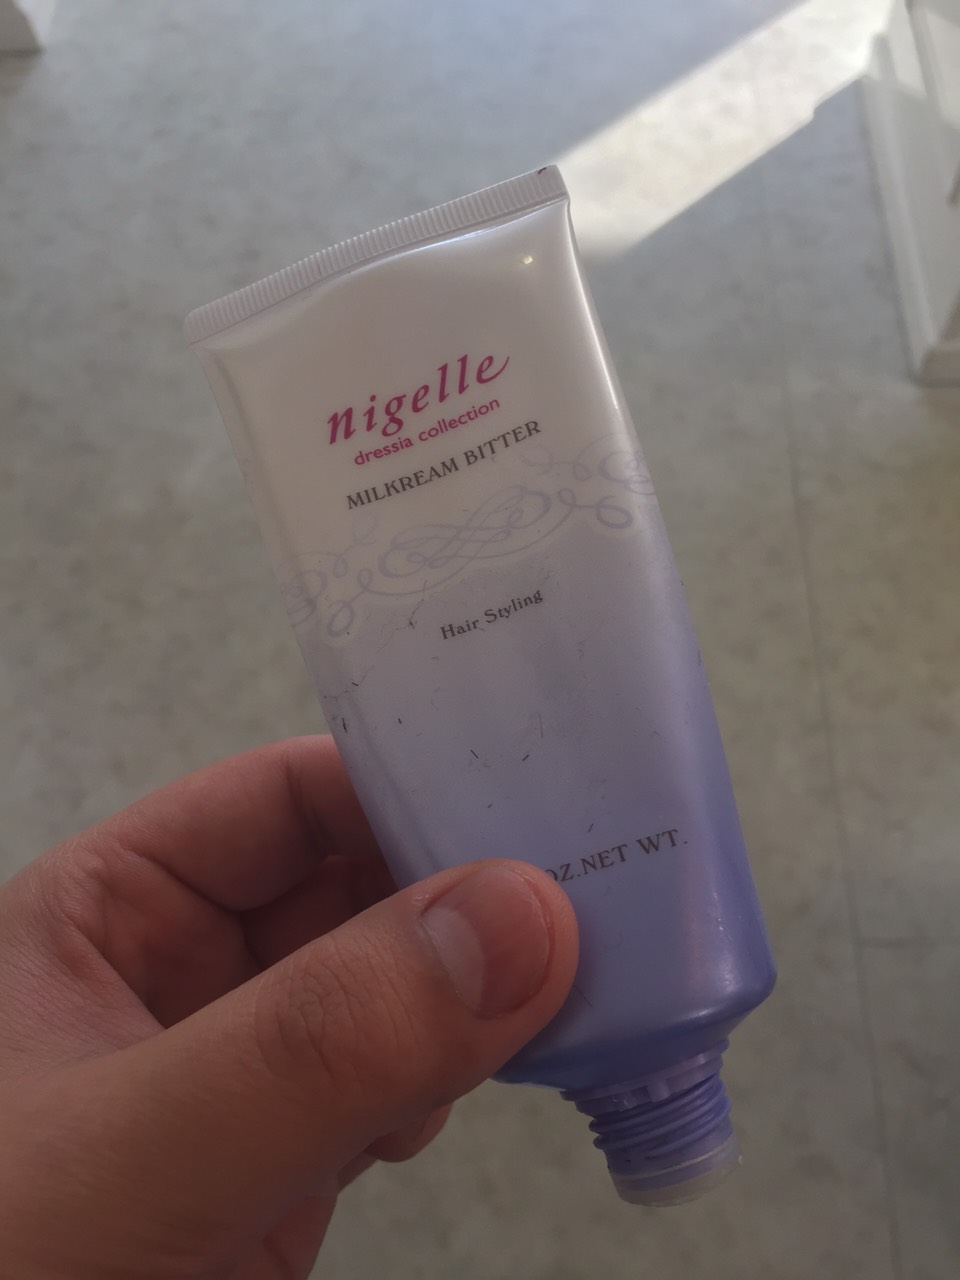 nigelle
dressia collection
MILKREAM BITTER
Hair Styling
OZ.NET WT.